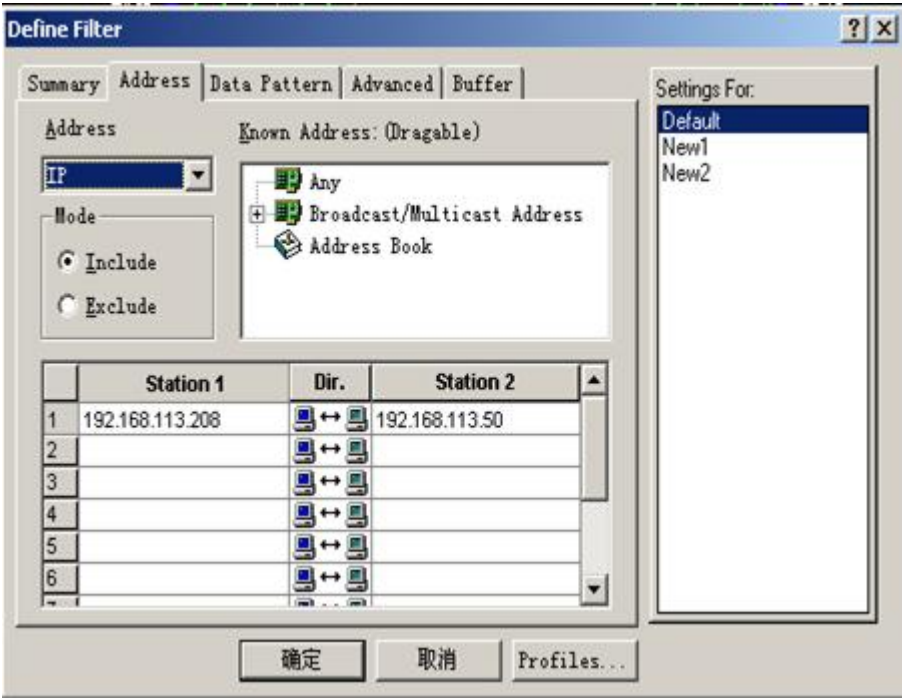 Define Filter
Summary Address Data Pattern Advanced Buffer
Settings For:
Default
New1
New2
Address
IP
Known Address: (Dragable)
Any
Broadcast/Multicast Address
Address Book
Mode
Include
Exclude
Station 1 Dir. Station 2
1 192.168.113.208 192.168.113.50
2
3
4
5
6
确定 取消 Profiles...